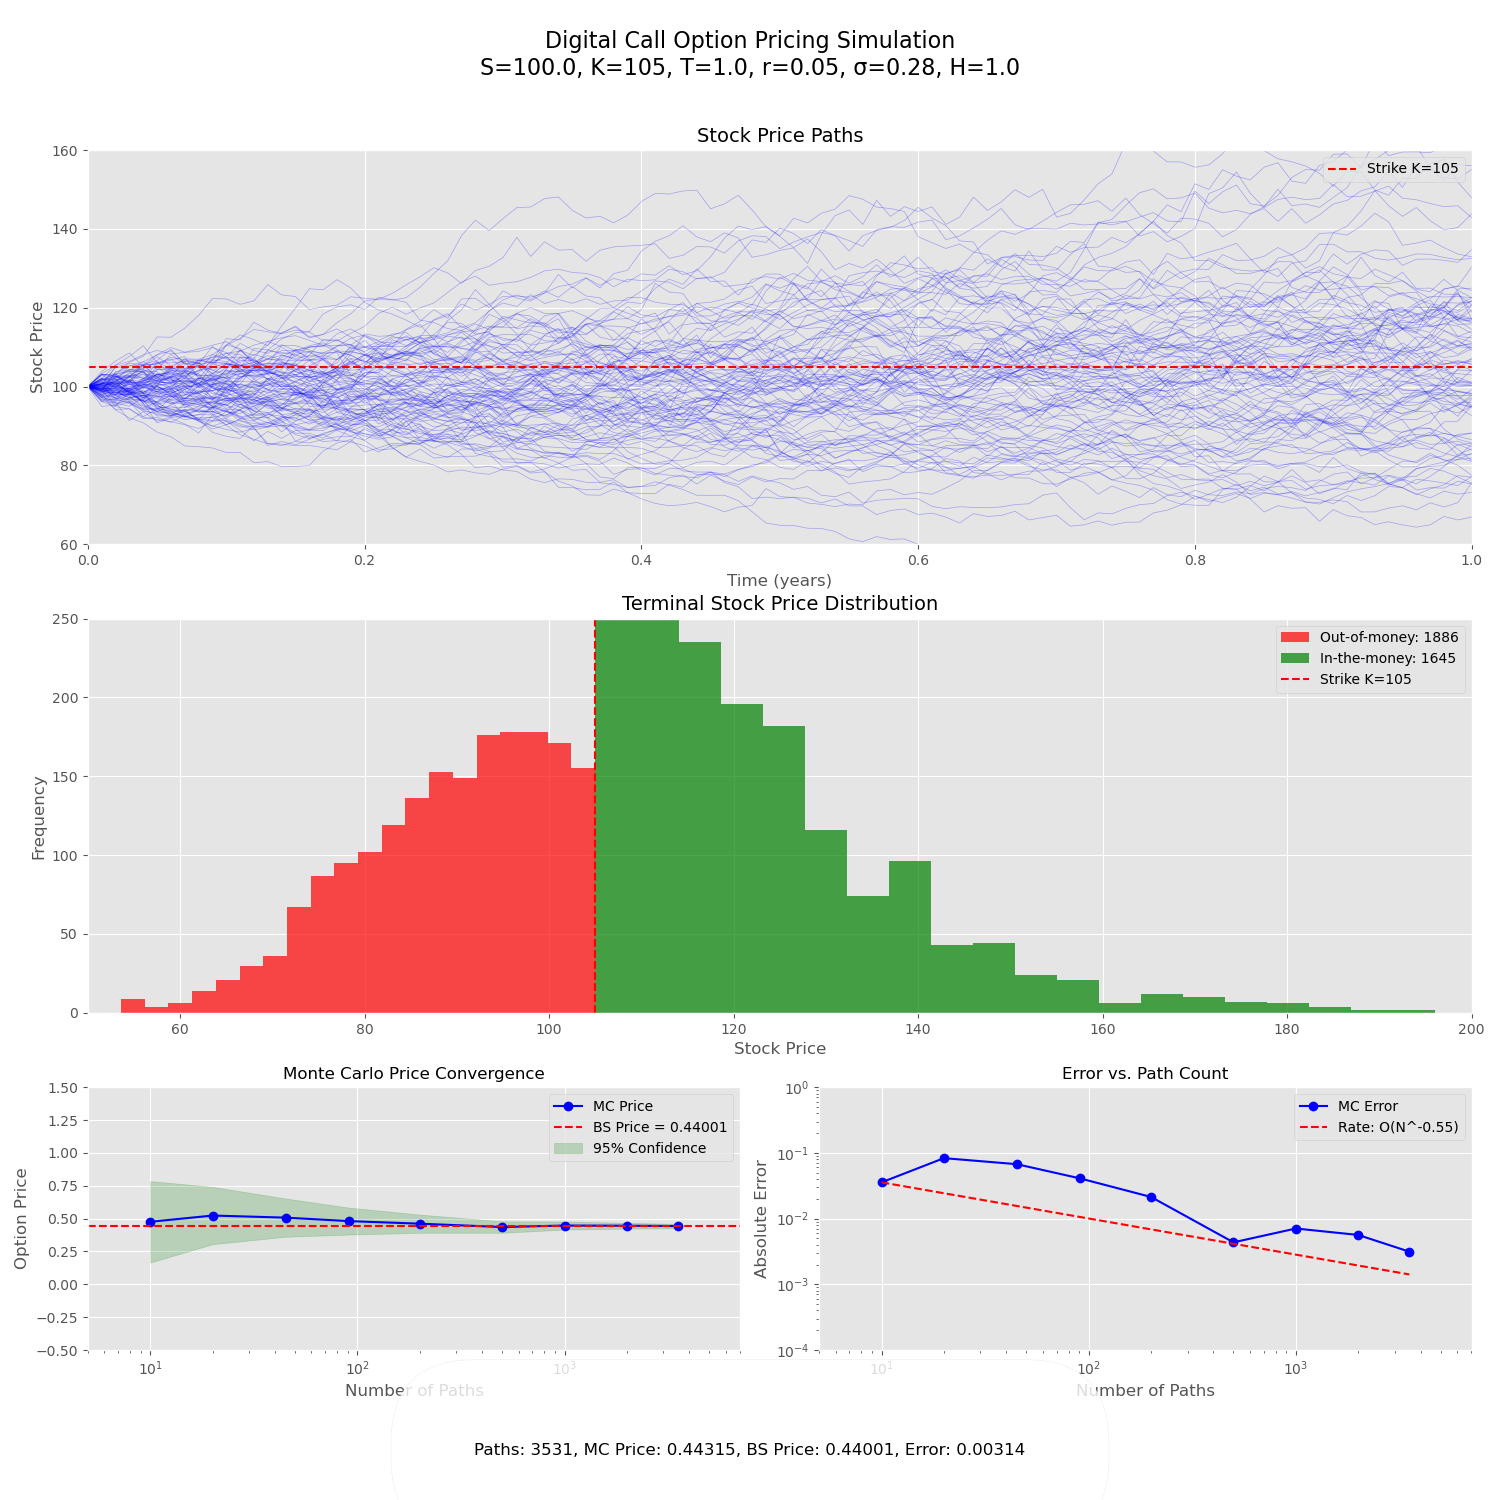 Digital Call Option Pricing Simulation
S=100.0, K=105, T=1.0, r=0.05, σ=0.28, H=1.0
Stock Price Paths
160
140
120
100
80
60
Stock Price
Strike K=105
0.0 0.2 0.4 0.6 0.8 1.0
Time (years)
Terminal Stock Price Distribution
250
200
150
100
50
0
Frequency
Out-of-money: 1886
In-the-money: 1645
Strike K=105
60 80 100 120 140 160 180 200
Stock Price
Monte Carlo Price Convergence
1.50
1.25
1.00
0.75
0.50
0.25
0.00
−0.25
−0.50
Option Price
MC Price
BS Price = 0.44001
95% Confidence
10¹ 10² 10³
Number of Paths
Error vs. Path Count
10⁰
10⁻¹
10⁻²
10⁻³
10⁻⁴
Absolute Error
MC Error
Rate: O(N^-0.55)
10¹ 10² 10³
Number of Paths
Paths: 3531, MC Price: 0.44315, BS Price: 0.44001, Error: 0.00314